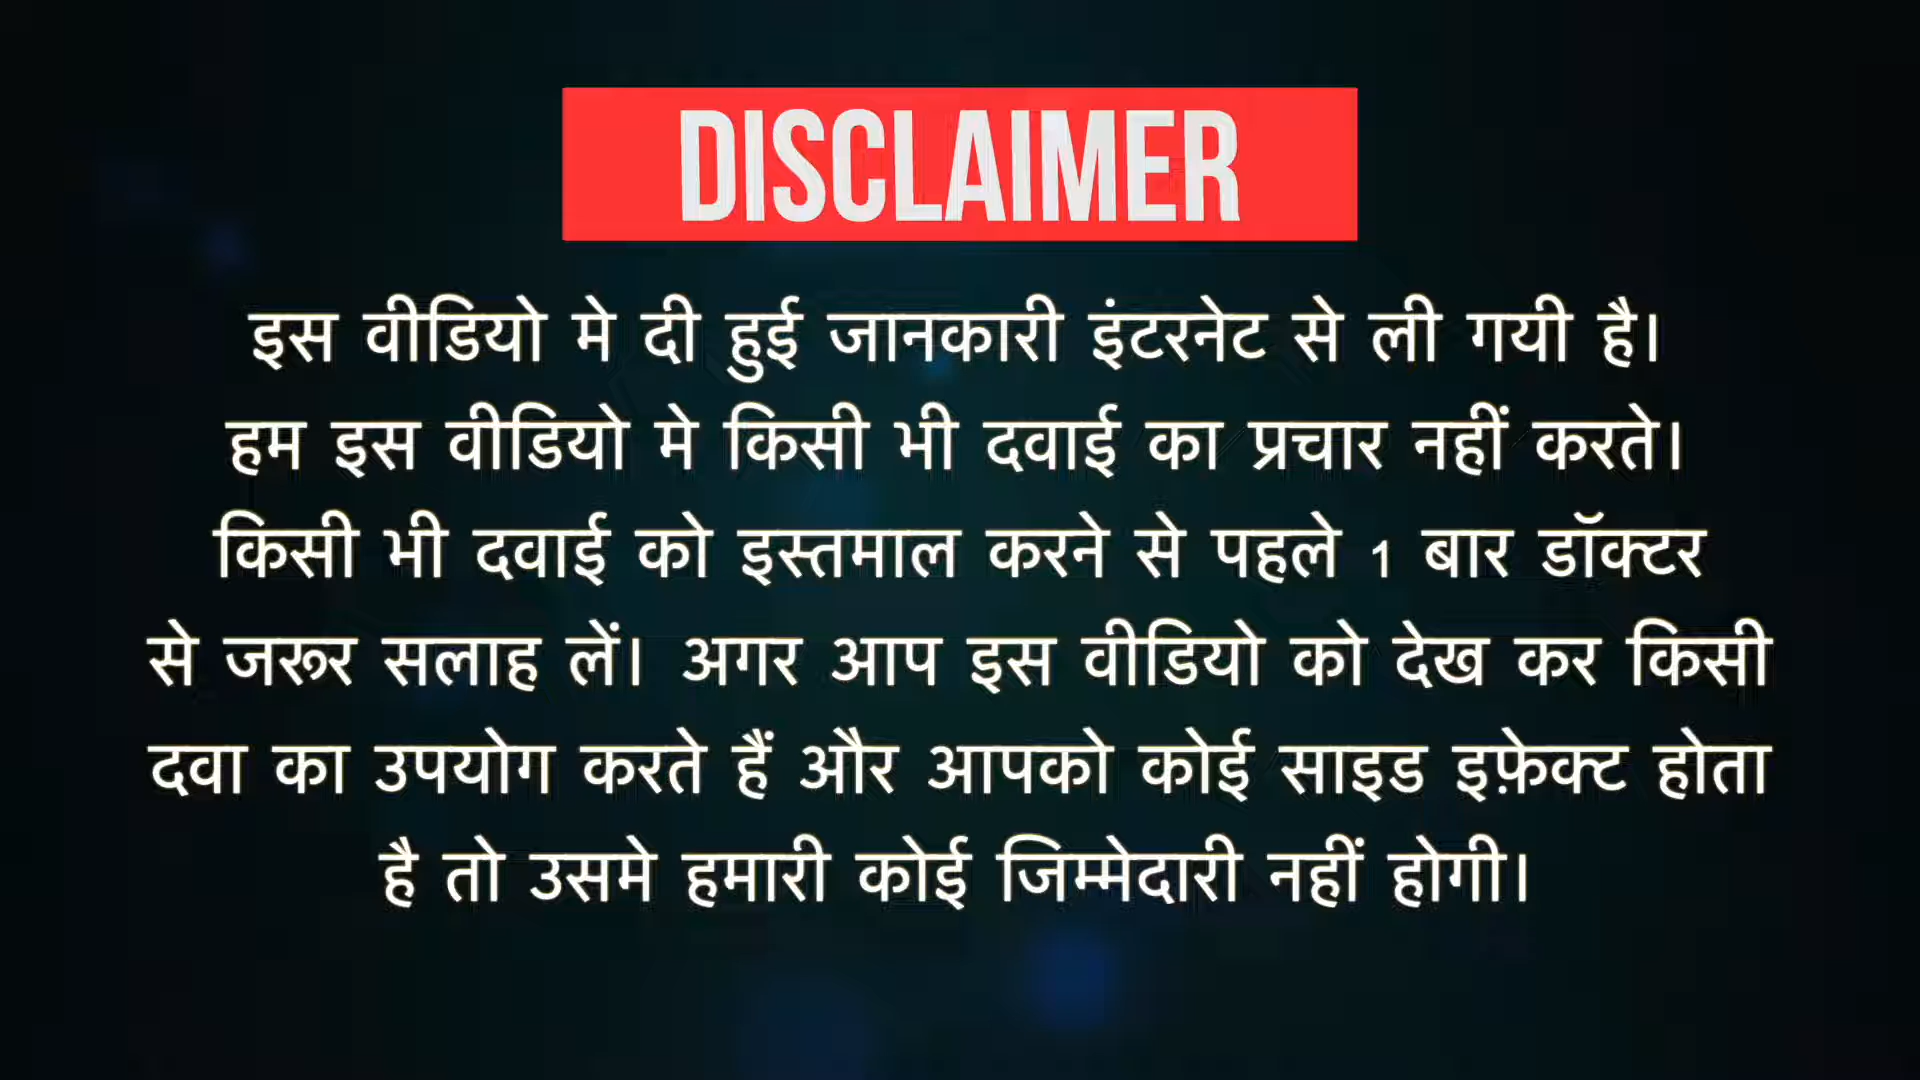 DISCLAIMER
इस वीडियो मे दी हुई जानकारी इंटरनेट से ली गयी है।
हम इस वीडियो मे किसी भी दवाई का प्रचार नहीं करते।
किसी भी दवाई को इस्तमाल करने से पहले 1 बार डॉक्टर
से जरूर सलाह लें। अगर आप इस वीडियो को देख कर किसी
दवा का उपयोग करते हैं और आपको कोई साइड इफ़ेक्ट होता
है तो उसमे हमारी कोई जिम्मेदारी नहीं होगी।